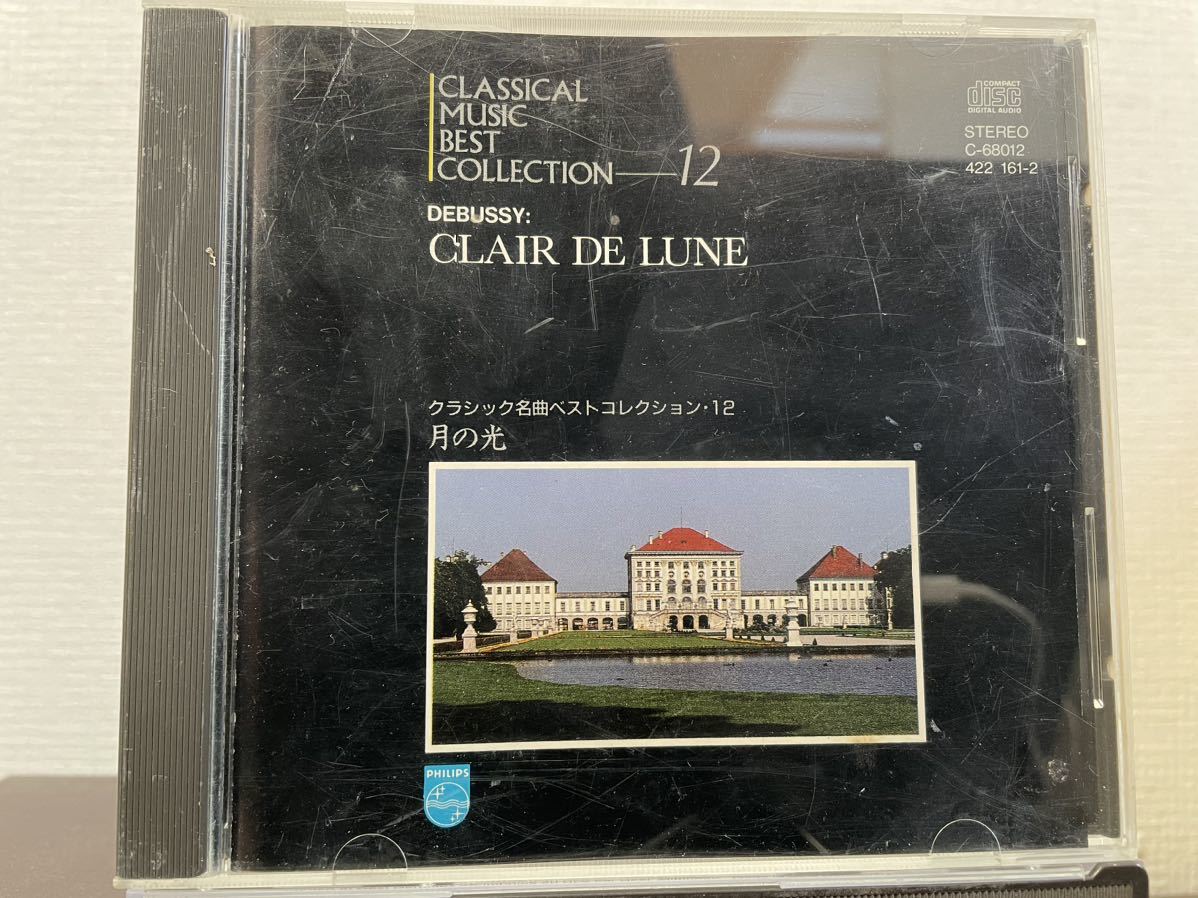 CLASSICAL
MUSIC
BEST
COLLECTION—12
DEBUSSY:
CLAIR DE LUNE
COMPACT
disc
DIGITAL AUDIO
STEREO
C-68012
422 161-2
クラシック名曲ベストコレクション・12
月の光
PHILIPS